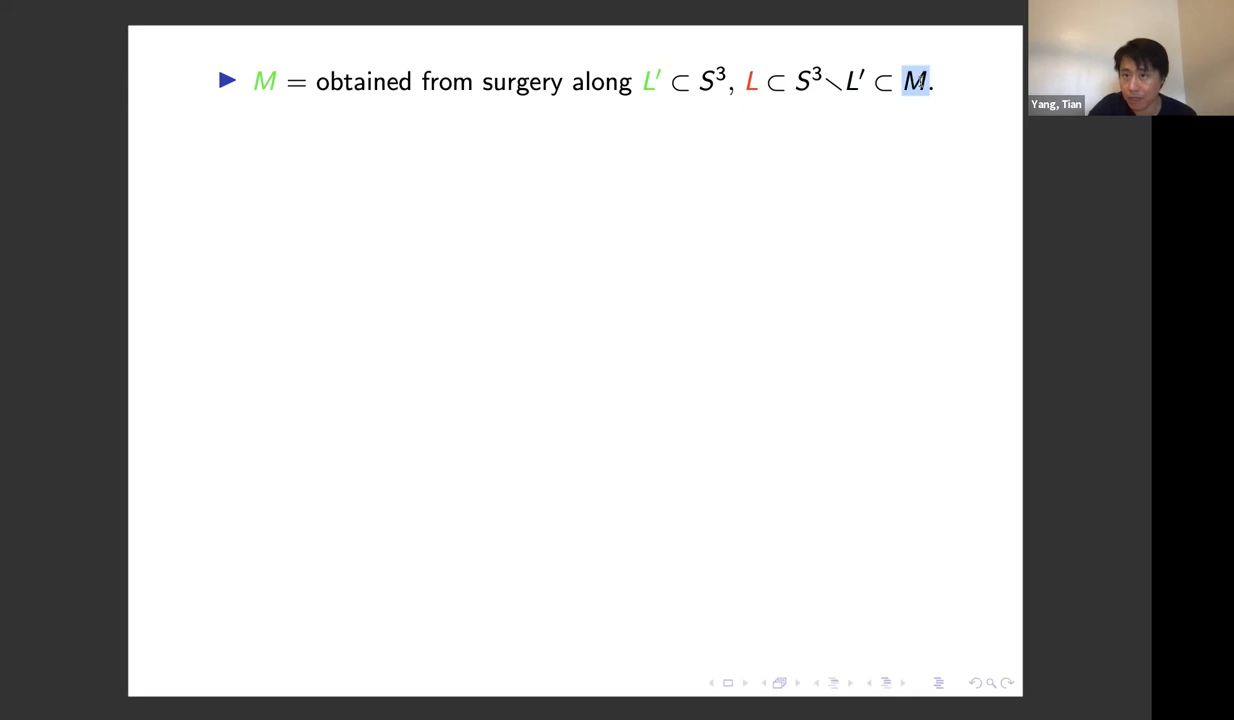 ▶ M = obtained from surgery along L′ ⊂ S³, L ⊂ S³∖L′ ⊂ M.
Yang, Tian